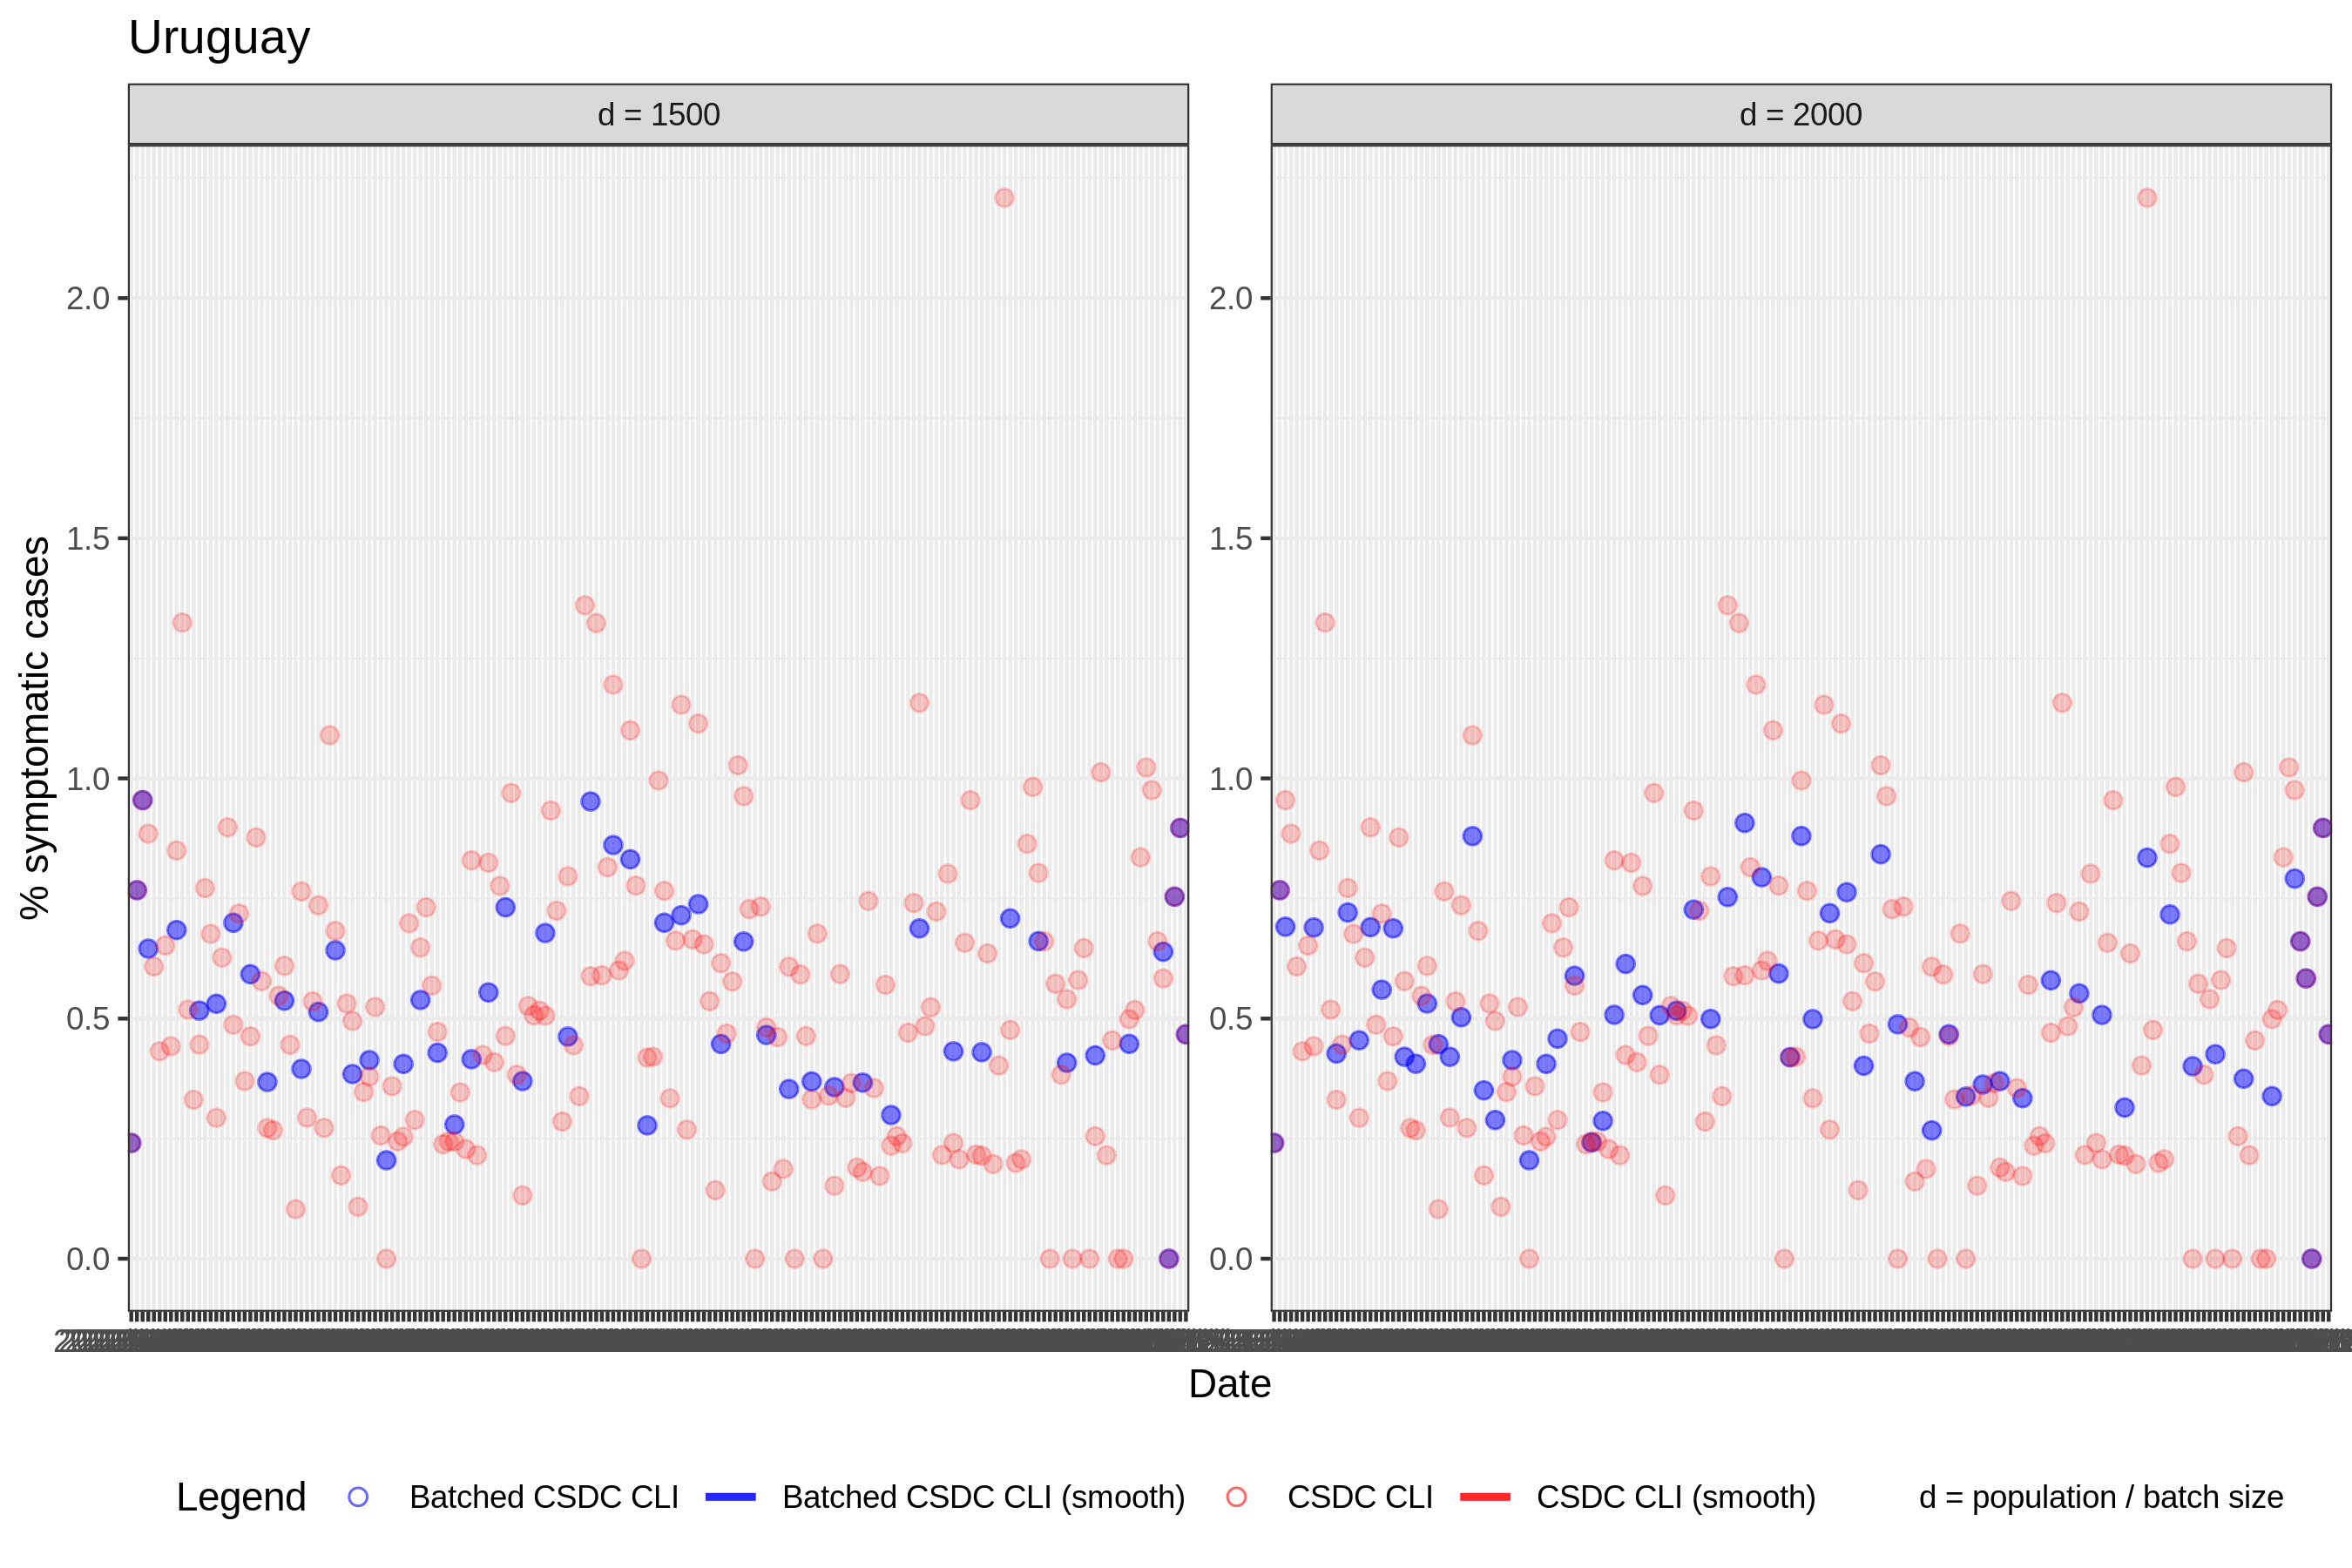 Uruguay
d = 1500
d = 2000
% symptomatic cases
2.0
1.5
1.0
0.5
0.0
2.0
1.5
1.0
0.5
0.0
Date
Legend
Batched CSDC CLI
Batched CSDC CLI (smooth)
CSDC CLI
CSDC CLI (smooth)
d = population / batch size